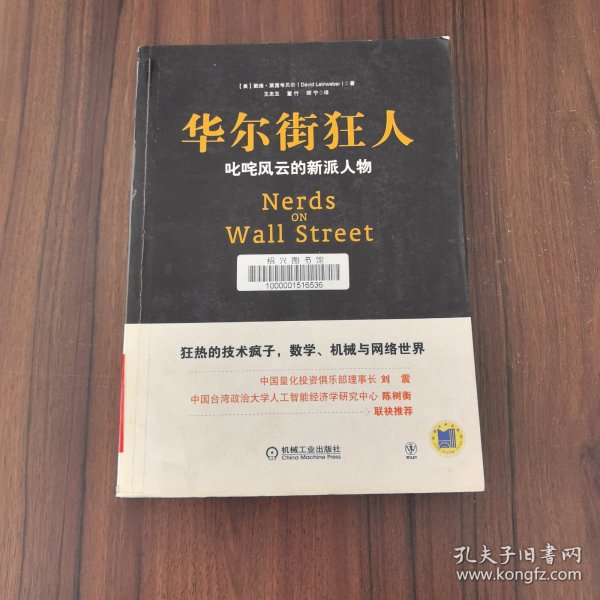 【美】戴维·莱恩韦贝尔（David Leinweber）◎著
王志玉 董竹 顾宁◎译
华尔街狂人
叱咤风云的新派人物
Nerds
ON
Wall Street
绍兴图书馆
1000001516536
狂热的技术疯子，数学、机械与网络世界
中国量化投资俱乐部理事长 刘震
中国台湾政治大学人工智能经济学研究中心 陈树衡
联袂推荐
机械工业出版社
China Machine Press
WILEY
孔夫子旧书网
www.kongfz.com